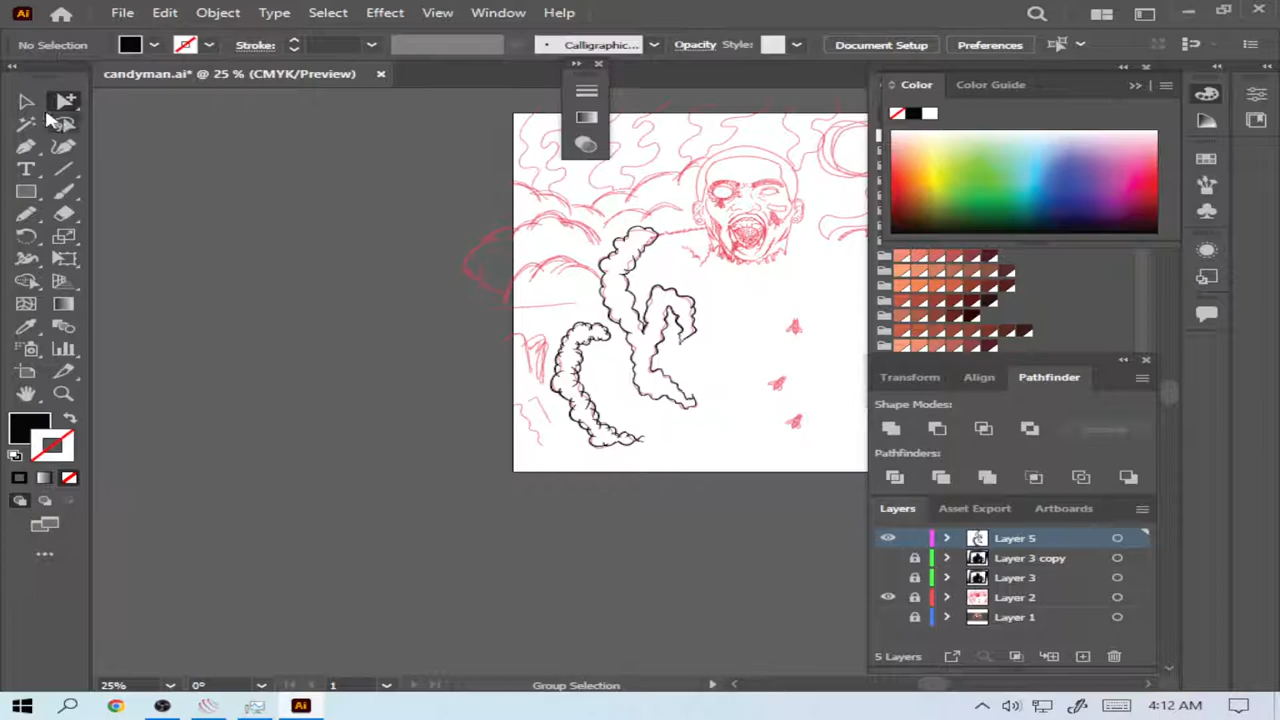 Ai File Edit Object Type Select Effect View Window Help
No Selection Stroke: Calligraphic... Opacity Style: Document Setup Preferences
candyman.ai* @ 25 % (CMYK/Preview)
Color Color Guide
Transform Align Pathfinder
Shape Modes:
Pathfinders:
Layers Asset Export Artboards
Layer 5
Layer 3 copy
Layer 3
Layer 2
Layer 1
5 Layers
25% 0° 1 Group Selection
Ai 4:12 AM